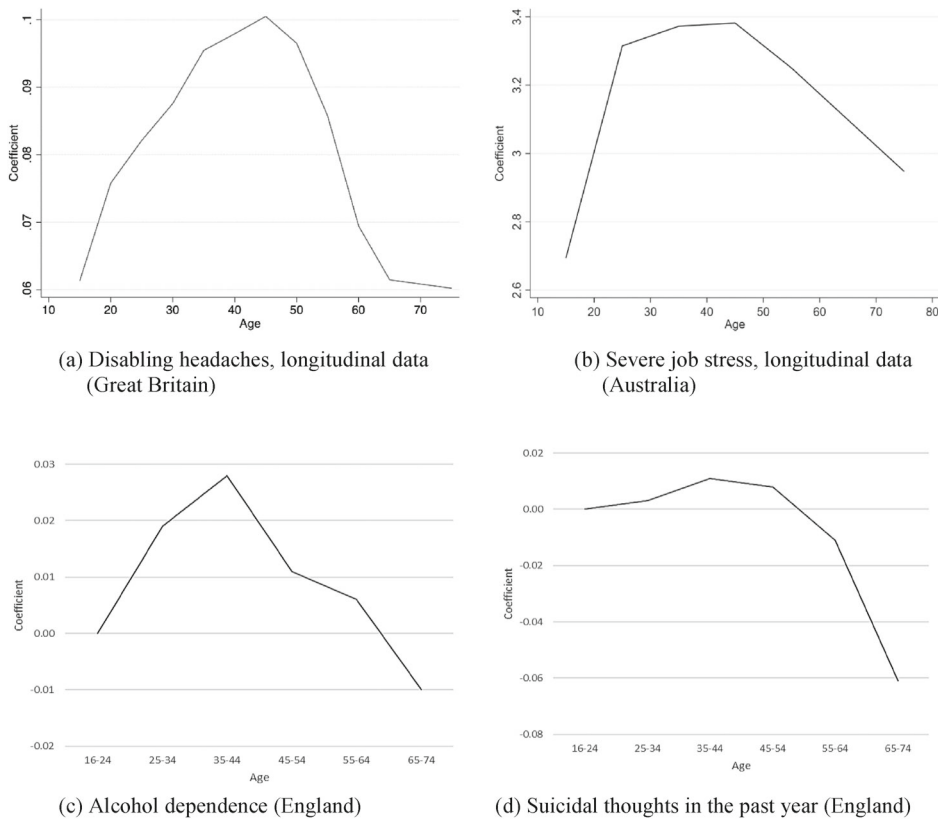 .1
.09
.08
.07
.06
Coefficient
10 20 30 40 50 60 70
Age
(a) Disabling headaches, longitudinal data
(Great Britain)
3.4
3.2
3
2.8
2.6
Coefficient
10 20 30 40 50 60 70 80
Age
(b) Severe job stress, longitudinal data
(Australia)
0.03
0.02
0.01
0.00
-0.01
-0.02
Coefficient
16-24 25-34 35-44 45-54 55-64 65-74
Age
(c) Alcohol dependence (England)
0.02
0.00
-0.02
-0.04
-0.06
-0.08
Coefficient
16-24 25-34 35-44 45-54 55-64 65-74
Age
(d) Suicidal thoughts in the past year (England)